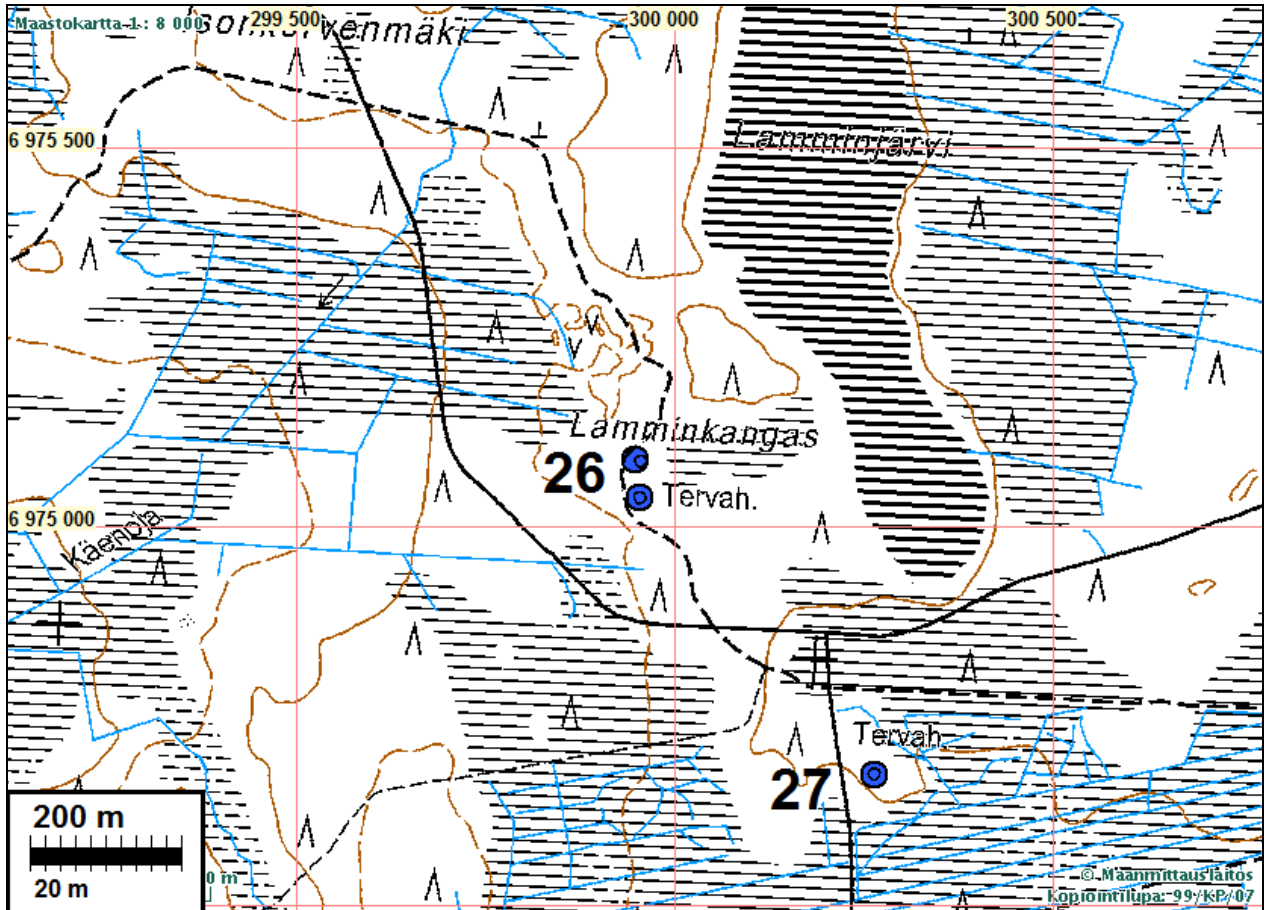 Maastokartta 1 : 8 000
299 500
300 000
300 500
6 975 500
Lamminjärvi
Lamminkangas
26
Tervah.
6 975 000
Käenoja
Tervah.
27
200 m
20 m
0 m
© Maanmittauslaitos
Kopiointilupa: 99/KP/07